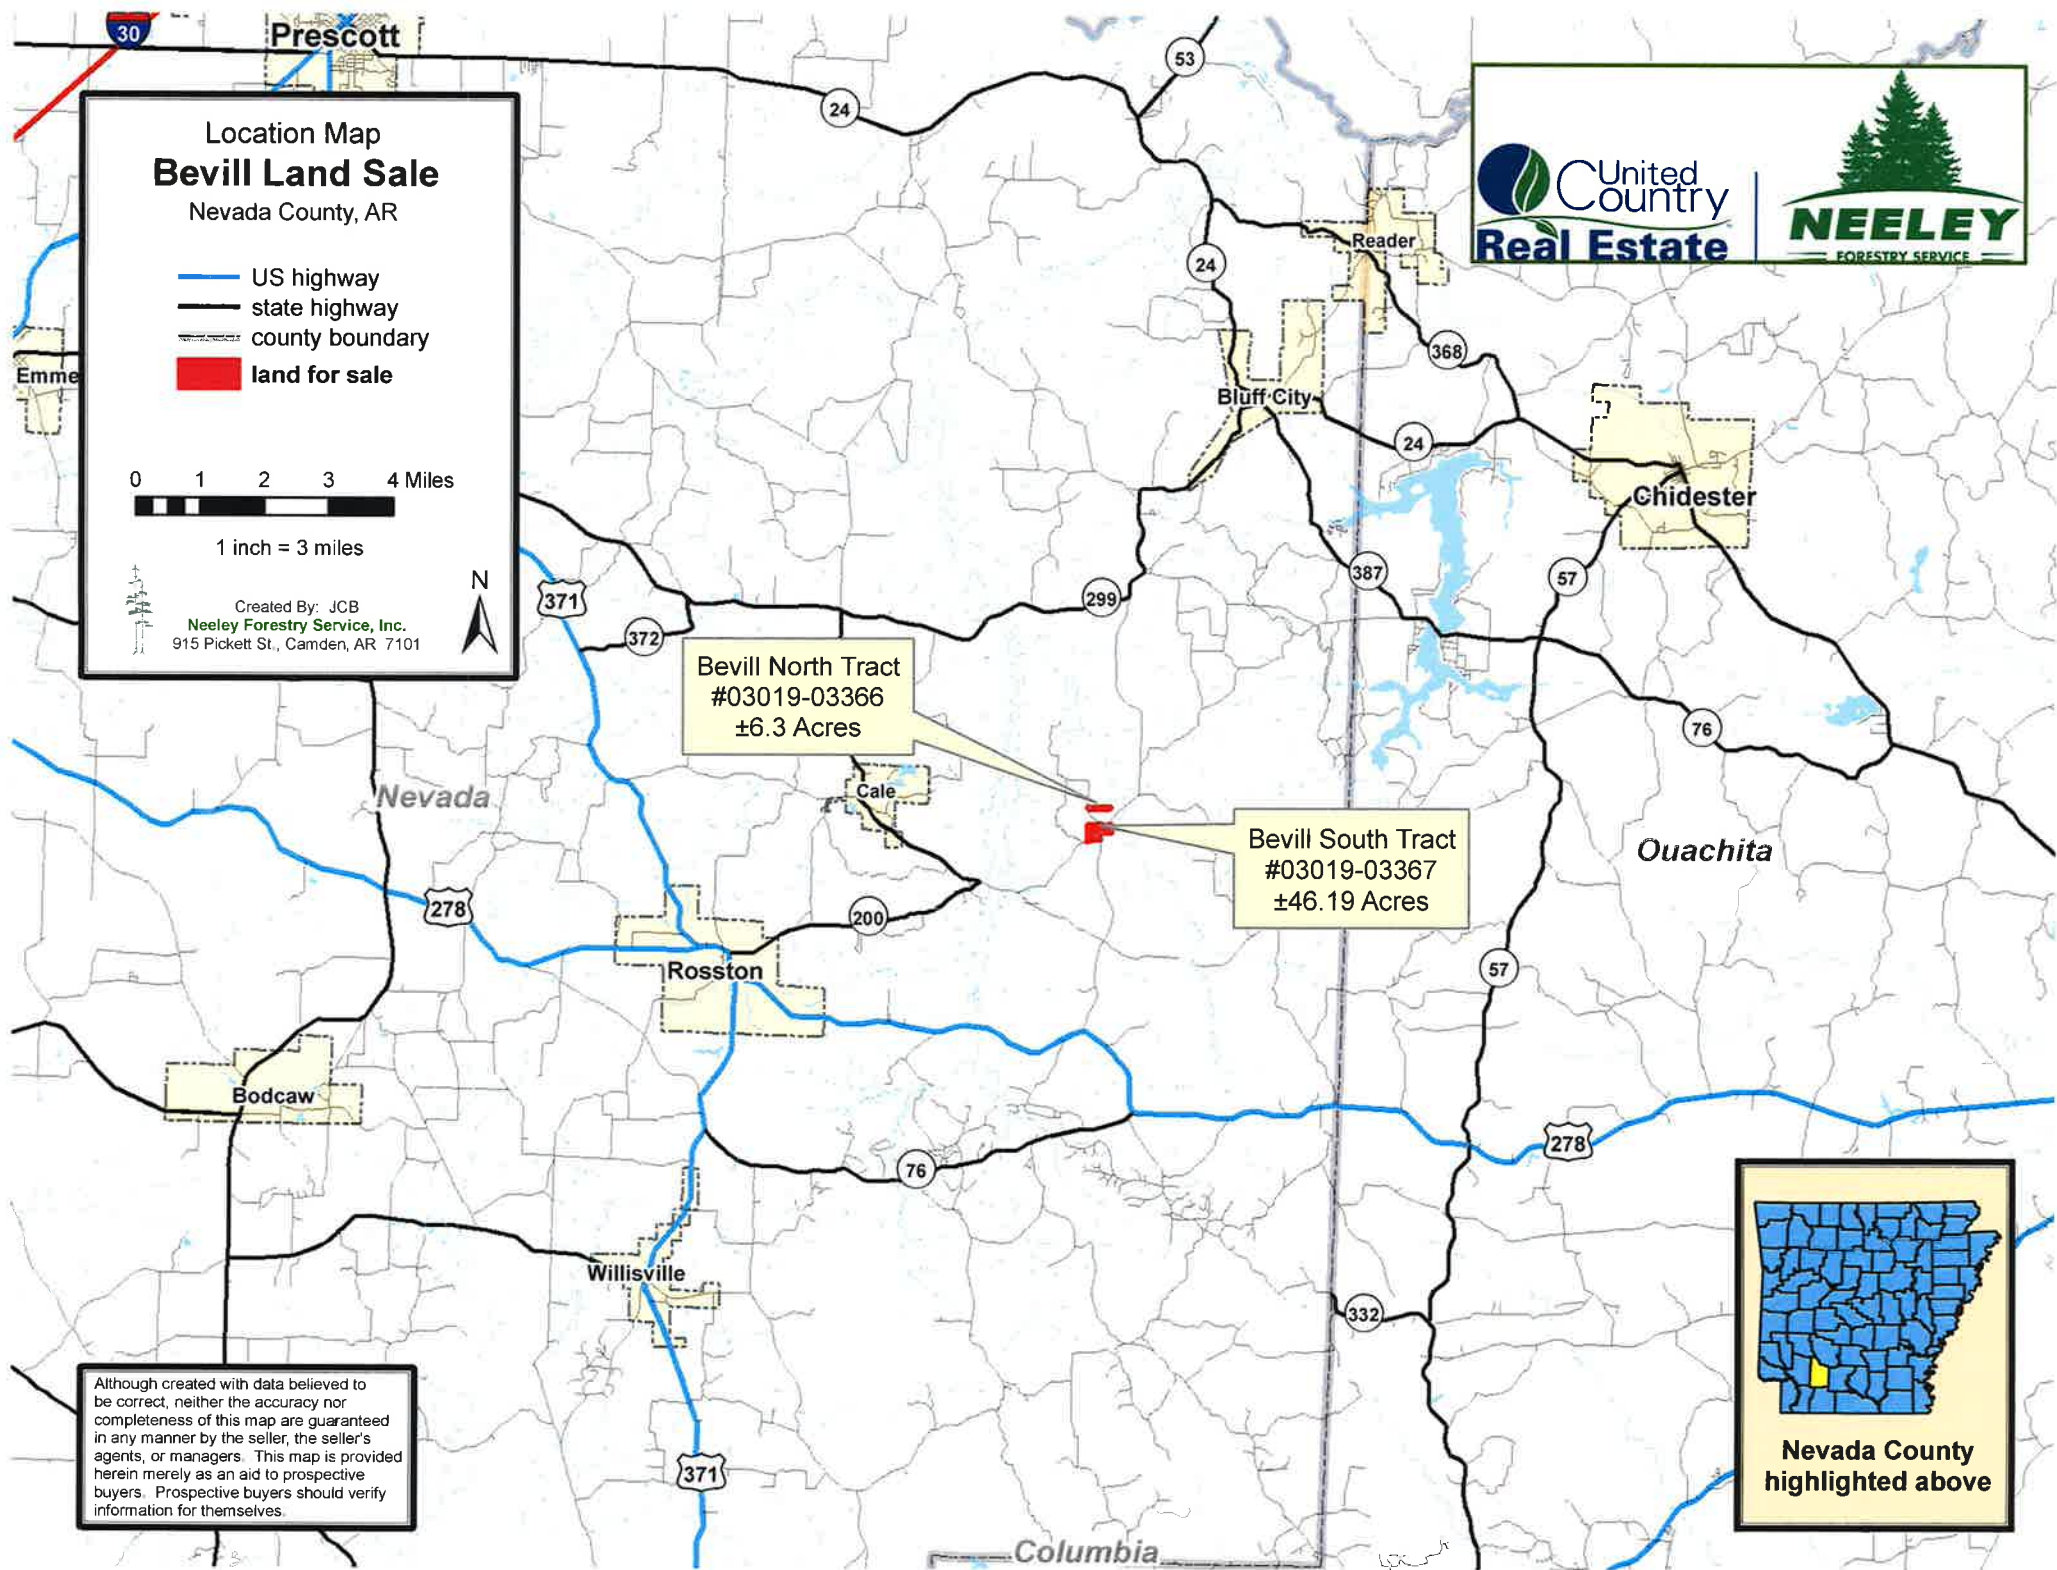 30
Prescott
53
24
Location Map
Bevill Land Sale
Nevada County, AR
US highway
state highway
county boundary
land for sale
0 1 2 3 4 Miles
1 inch = 3 miles
N
Created By: JCB
Neeley Forestry Service, Inc.
915 Pickett St., Camden, AR 7101
United
Country
Real Estate
NEELEY
FORESTRY SERVICE
Reader
24
368
Emme
Bluff City
24
Chidester
371
299
387
57
372
Bevill North Tract
#03019-03366
±6.3 Acres
76
Nevada
Cale
Bevill South Tract
#03019-03367
±46.19 Acres
Ouachita
278
200
Rosston
57
Bodcaw
76
278
Willisville
332
371
Columbia
Although created with data believed to
be correct, neither the accuracy nor
completeness of this map are guaranteed
in any manner by the seller, the seller's
agents, or managers. This map is provided
herein merely as an aid to prospective
buyers. Prospective buyers should verify
information for themselves.
Nevada County
highlighted above